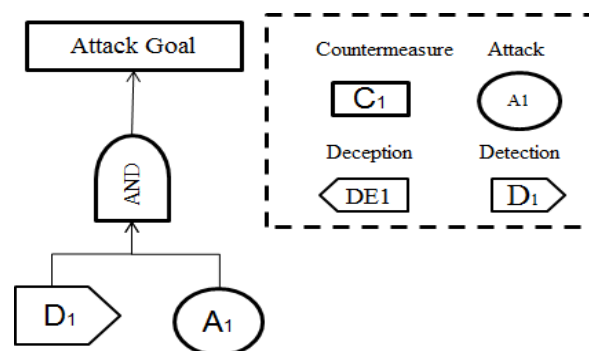 Attack Goal
AND
D1
A1
Countermeasure Attack
C1
A1
Deception Detection
DE1
D1